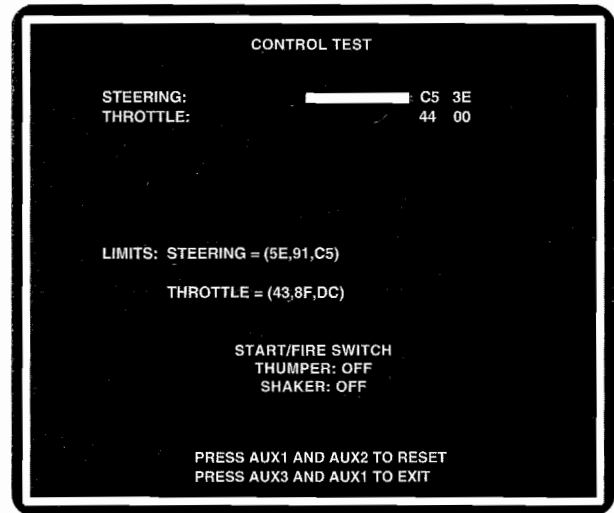 CONTROL TEST
STEERING: C5 3E
THROTTLE: 44 00
LIMITS: STEERING = (5E,91,C5)
THROTTLE = (43,8F,DC)
START/FIRE SWITCH
THUMPER: OFF
SHAKER: OFF
PRESS AUX1 AND AUX2 TO RESET
PRESS AUX3 AND AUX1 TO EXIT